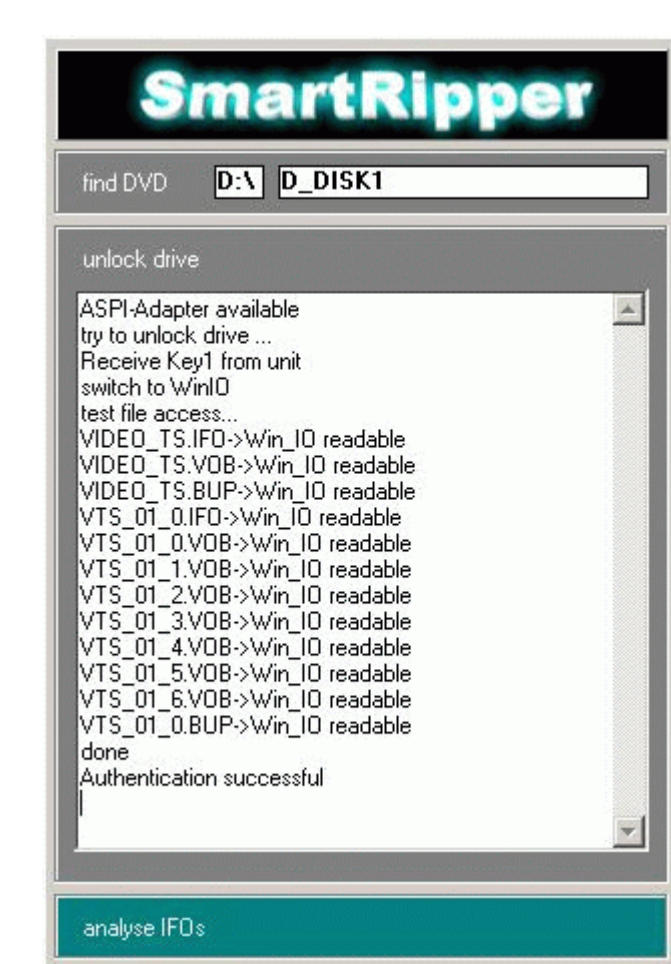 SmartRipper
find DVD D:\ D_DISK1
unlock drive
ASPI-Adapter available
try to unlock drive ...
Receive Key1 from unit
switch to WinIO
test file access...
VIDEO_TS.IFO->Win_IO readable
VIDEO_TS.VOB->Win_IO readable
VIDEO_TS.BUP->Win_IO readable
VTS_01_0.IFO->Win_IO readable
VTS_01_0.VOB->Win_IO readable
VTS_01_1.VOB->Win_IO readable
VTS_01_2.VOB->Win_IO readable
VTS_01_3.VOB->Win_IO readable
VTS_01_4.VOB->Win_IO readable
VTS_01_5.VOB->Win_IO readable
VTS_01_6.VOB->Win_IO readable
VTS_01_0.BUP->Win_IO readable
done
Authentication successful
analyse IFOs